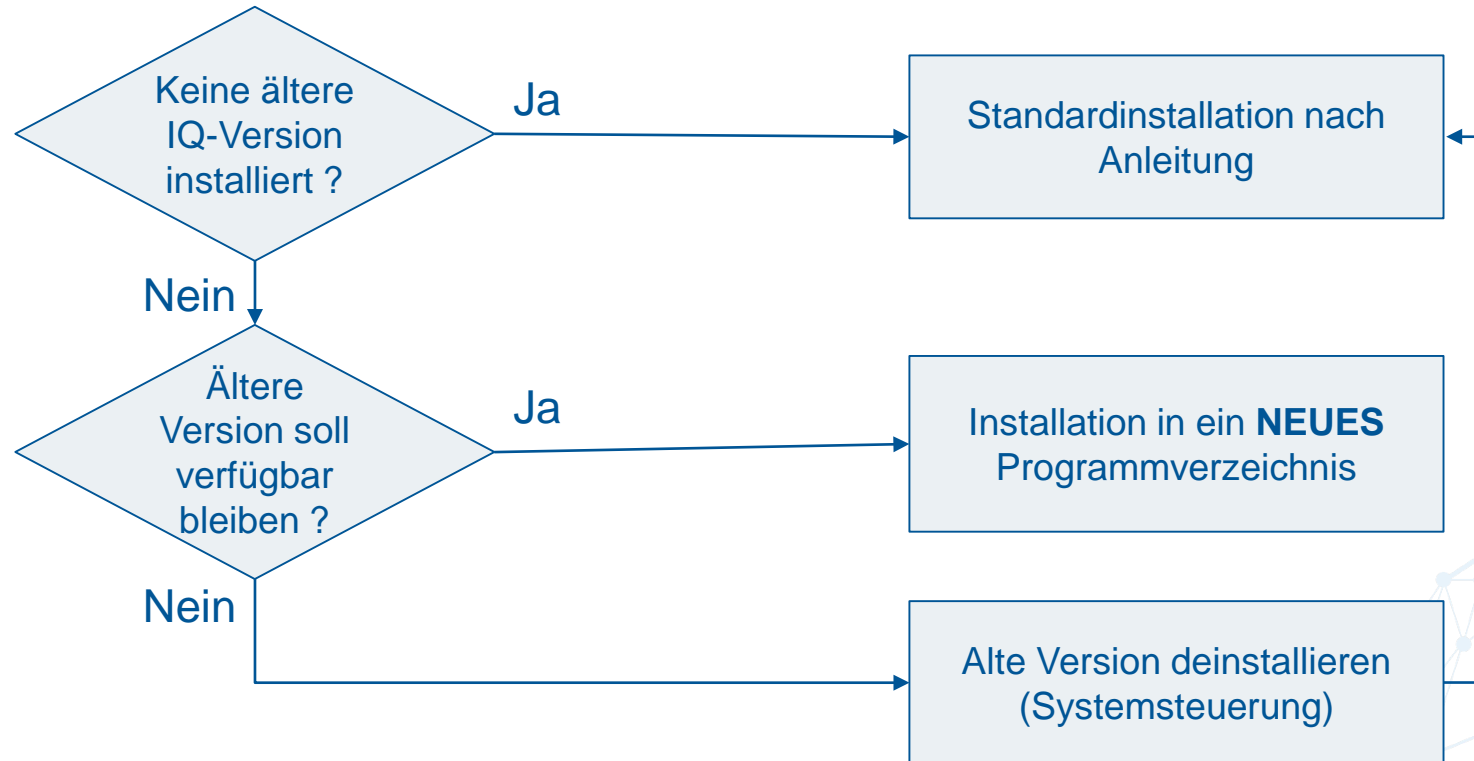 Keine ältere
IQ-Version
installiert ?
Ja
Standardinstallation nach
Anleitung
Nein
Ältere
Version soll
verfügbar
bleiben ?
Ja
Installation in ein NEUES
Programmverzeichnis
Nein
Alte Version deinstallieren
(Systemsteuerung)